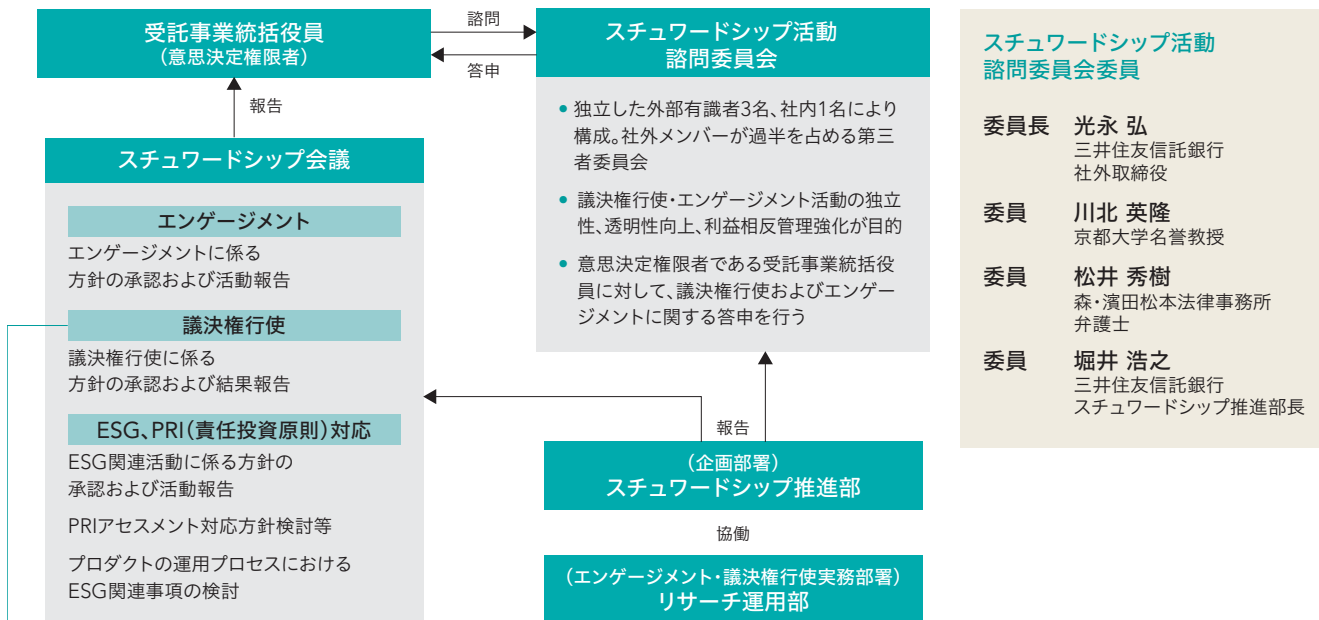 受託事業統括役員
（意思決定権限者）
諮問
答申
報告
スチュワードシップ会議
エンゲージメント
エンゲージメントに係る
方針の承認および活動報告
議決権行使
議決権行使に係る
方針の承認および結果報告
ESG、PRI（責任投資原則）対応
ESG関連活動に係る方針の
承認および活動報告
PRIアセスメント対応方針検討等
プロダクトの運用プロセスにおける
ESG関連事項の検討
スチュワードシップ活動
諮問委員会
• 独立した外部有識者3名、社内1名により
構成。社外メンバーが過半を占める第三
者委員会
• 議決権行使・エンゲージメント活動の独立
性、透明性向上、利益相反管理強化が目的
• 意思決定権限者である受託事業統括役
員に対して、議決権行使およびエンゲー
ジメントに関する答申を行う
報告
（企画部署）
スチュワードシップ推進部
協働
（エンゲージメント・議決権行使実務部署）
リサーチ運用部
スチュワードシップ活動
諮問委員会委員
委員長 光永 弘
三井住友信託銀行
社外取締役
委員 川北 英隆
京都大学名誉教授
委員 松井 秀樹
森・濱田松本法律事務所
弁護士
委員 堀井 浩之
三井住友信託銀行
スチュワードシップ推進部長